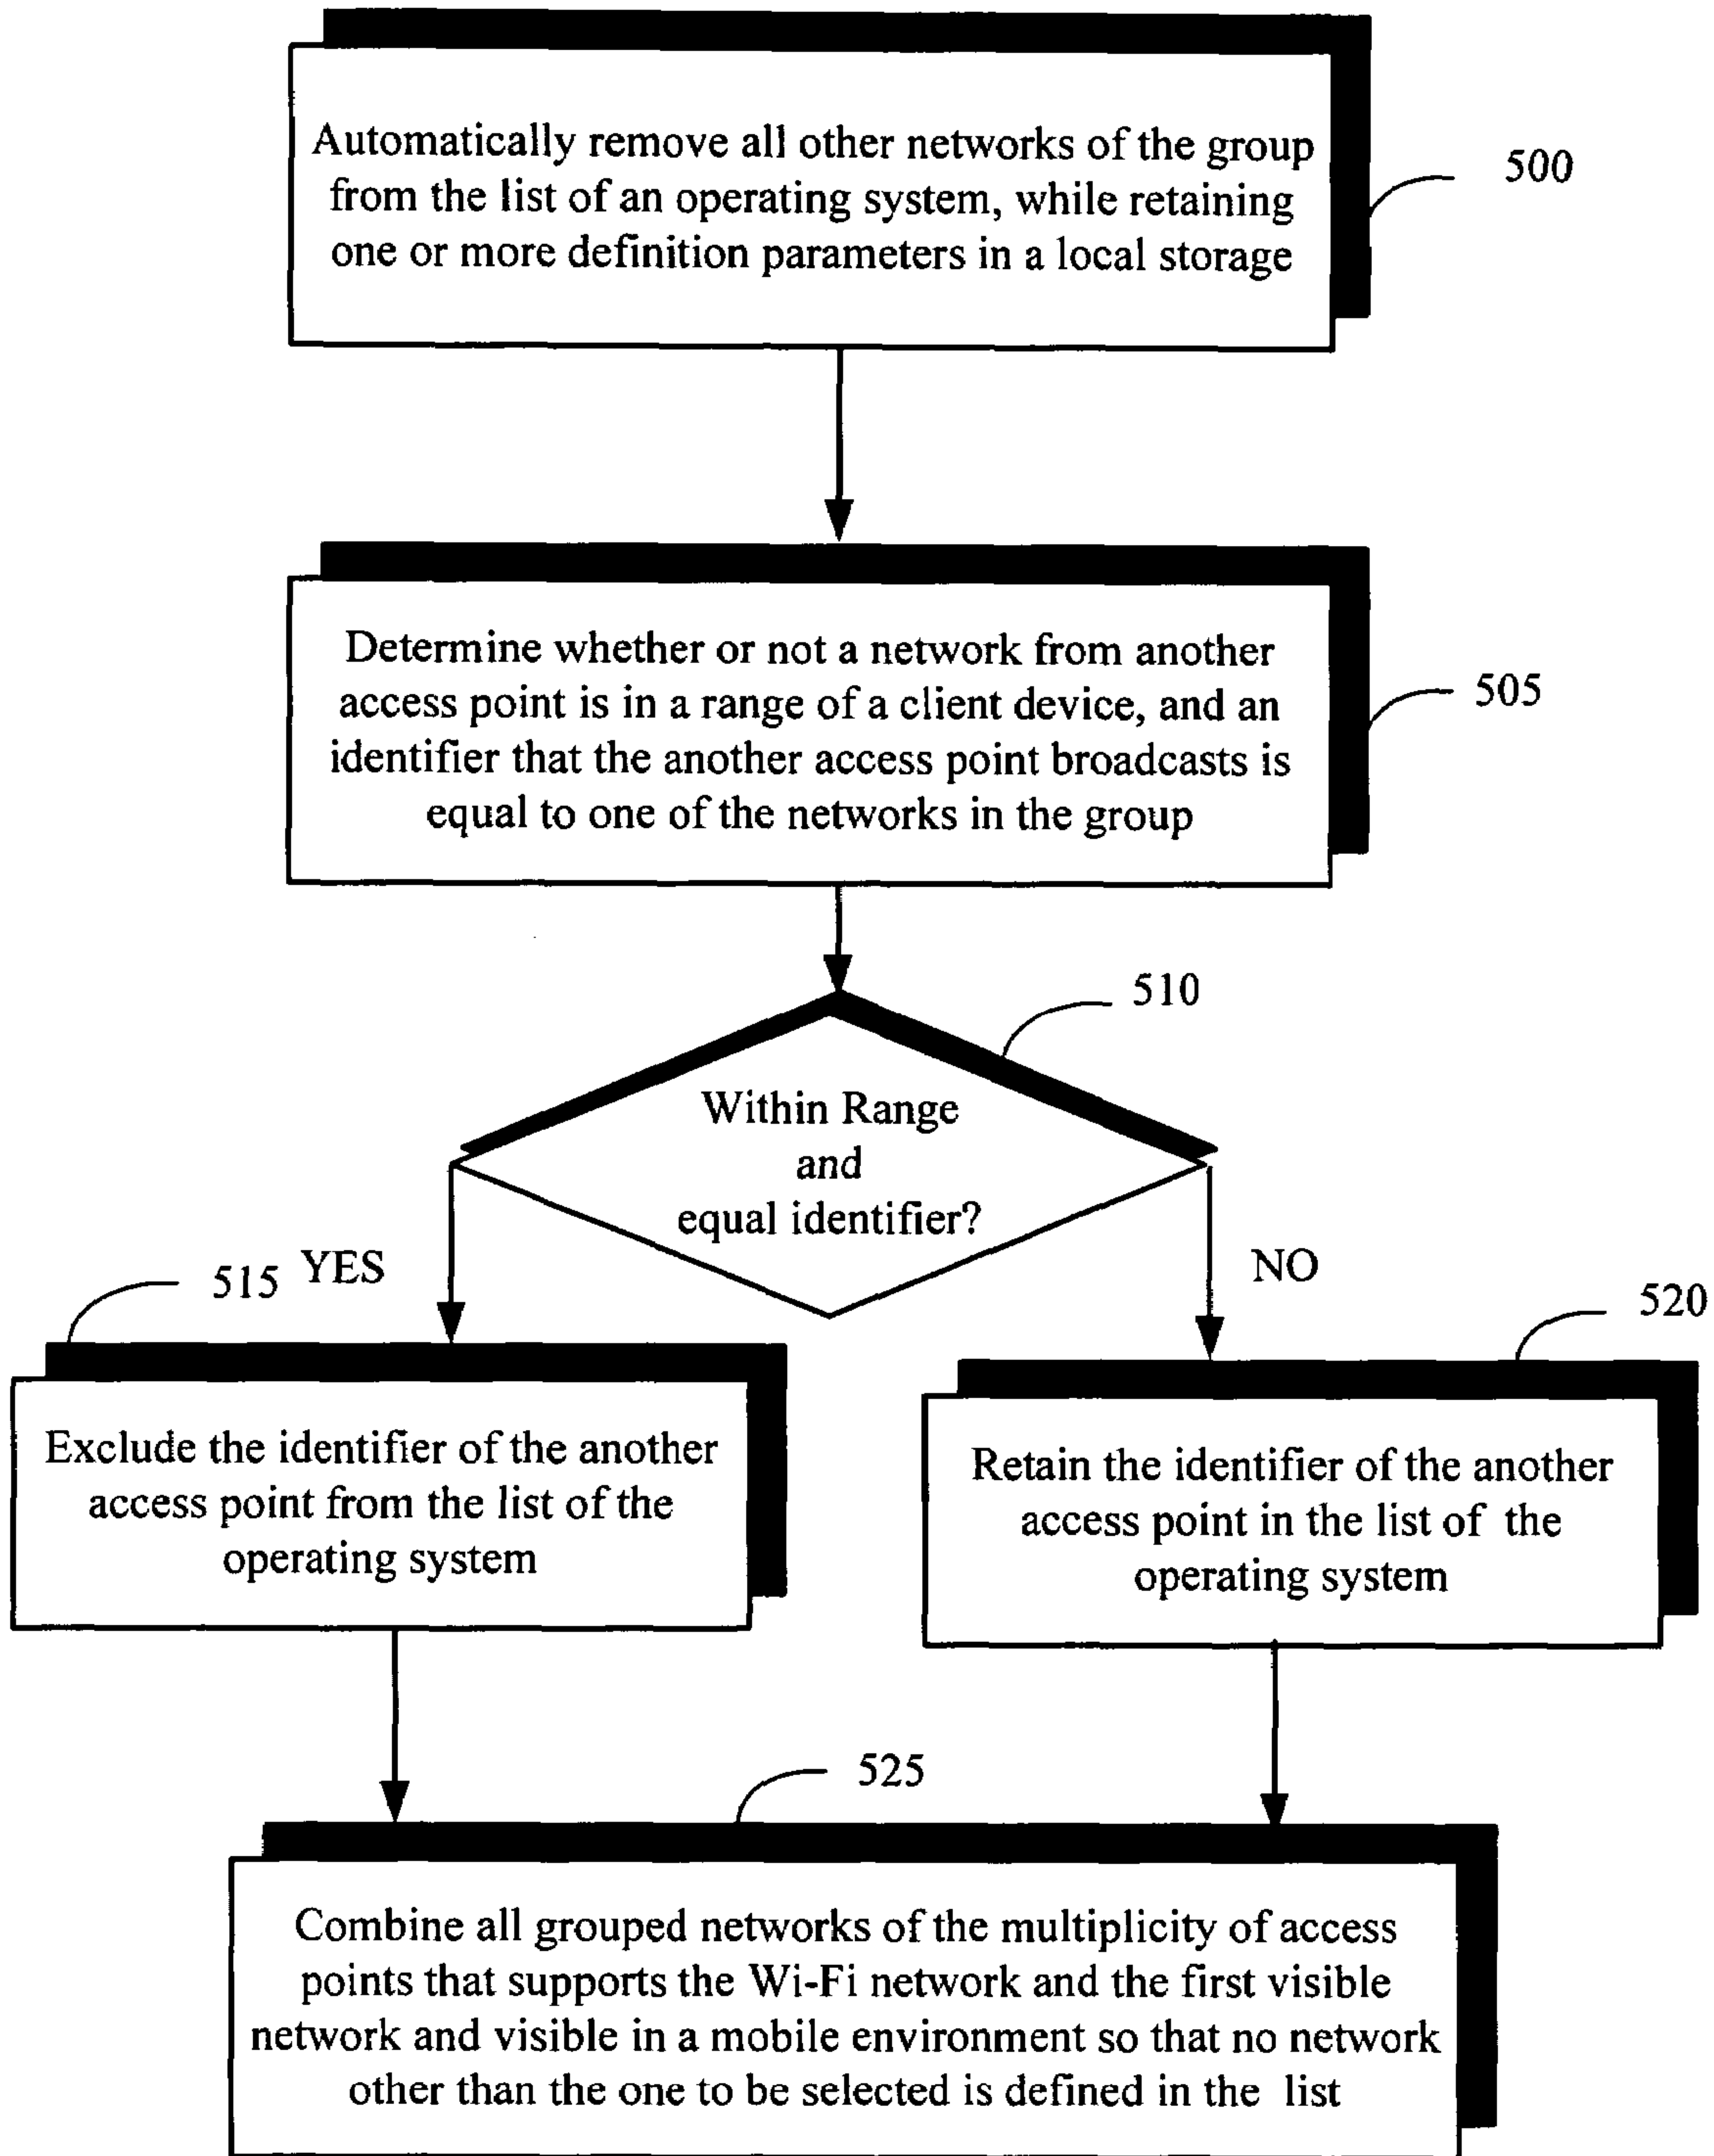 Automatically remove all other networks of the group
from the list of an operating system, while retaining
one or more definition parameters in a local storage
500
Determine whether or not a network from another
access point is in a range of a client device, and an
identifier that the another access point broadcasts is
equal to one of the networks in the group
505
510
Within Range
and
equal identifier?
515
YES
NO
520
Exclude the identifier of the another
access point from the list of the
operating system
Retain the identifier of the another
access point in the list of the
operating system
525
Combine all grouped networks of the multiplicity of access
points that supports the Wi-Fi network and the first visible
network and visible in a mobile environment so that no network
other than the one to be selected is defined in the list